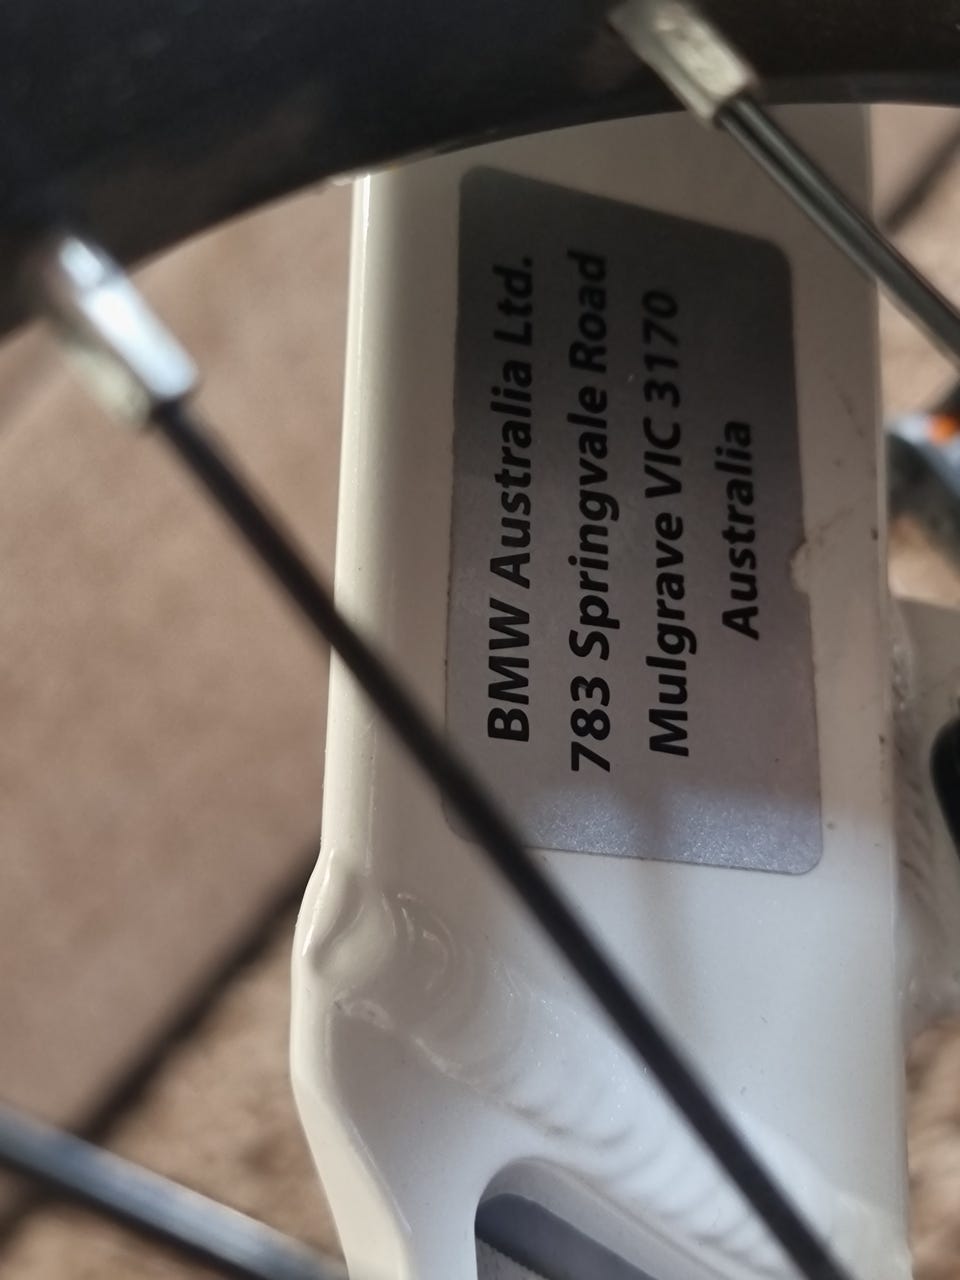 BMW Australia Ltd.
783 Springvale Road
Mulgrave VIC 3170
Australia